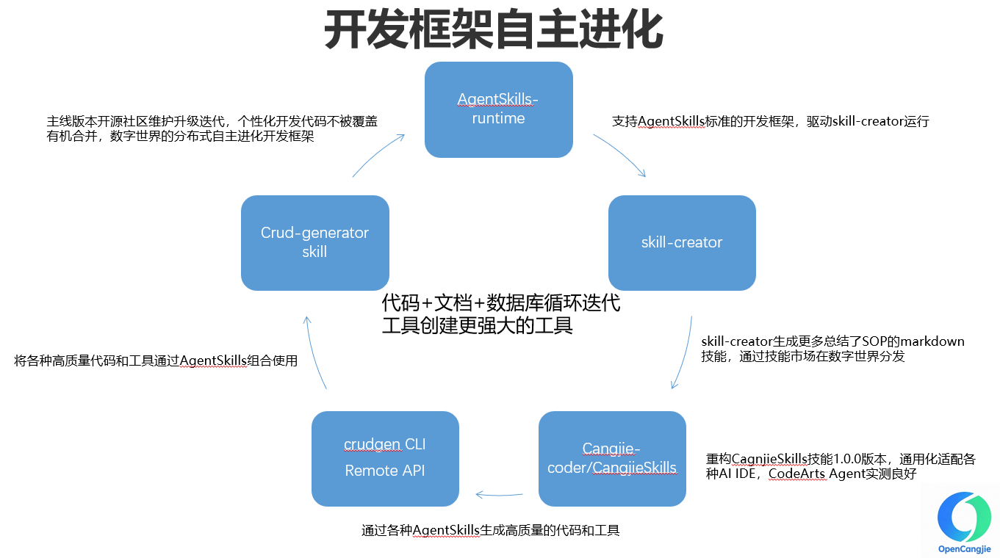 开发框架自主进化
AgentSkills-
runtime
主线版本开源社区维护升级迭代，个性化开发代码不被覆盖
有机合并，数字世界的分布式自主进化开发框架
支持AgentSkills标准的开发框架，驱动skill-creator运行
Crud-generator
skill
skill-creator
代码+文档+数据库循环迭代
工具创建更强大的工具
skill-creator生成更多总结了SOP的markdown
技能，通过技能市场在数字世界分发
将各种高质量代码和工具通过AgentSkills组合使用
crudgen CLI
Remote API
Cangjie-
coder/CangjieSkills
重构CagnjieSkills技能1.0.0版本，通用化适配各
种AI IDE，CodeArts Agent实测良好
通过各种AgentSkills生成高质量的代码和工具
OpenCangjie